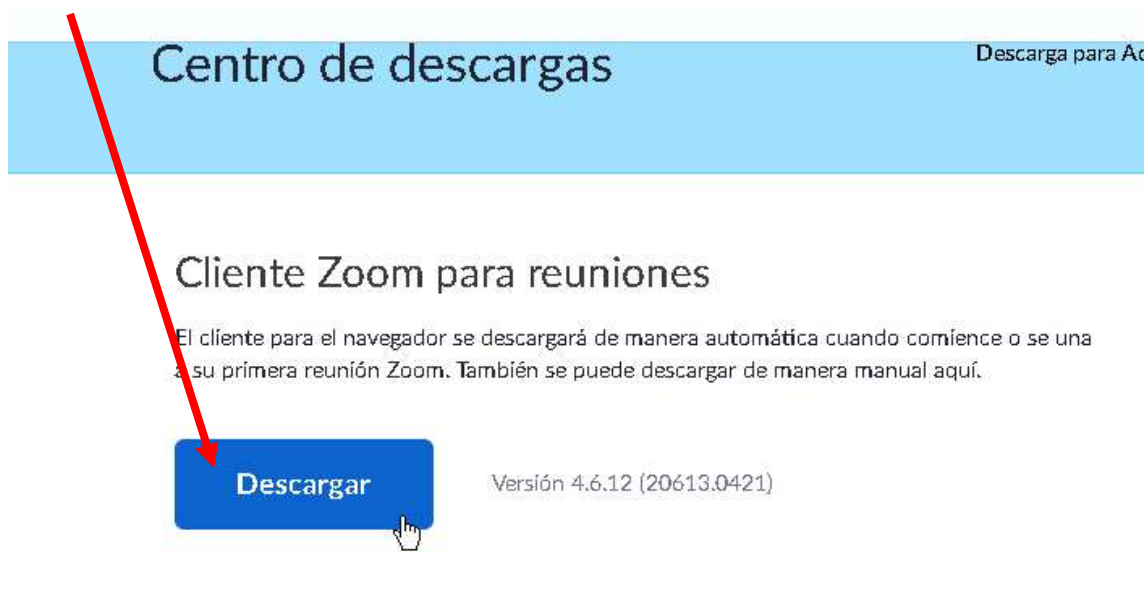 Centro de descargas
Descarga para Ad
Cliente Zoom para reuniones
El cliente para el navegador se descargará de manera automática cuando comience o se una
a su primera reunión Zoom. También se puede descargar de manera manual aquí.
Descargar
Versión 4.6.12 (20613.0421)